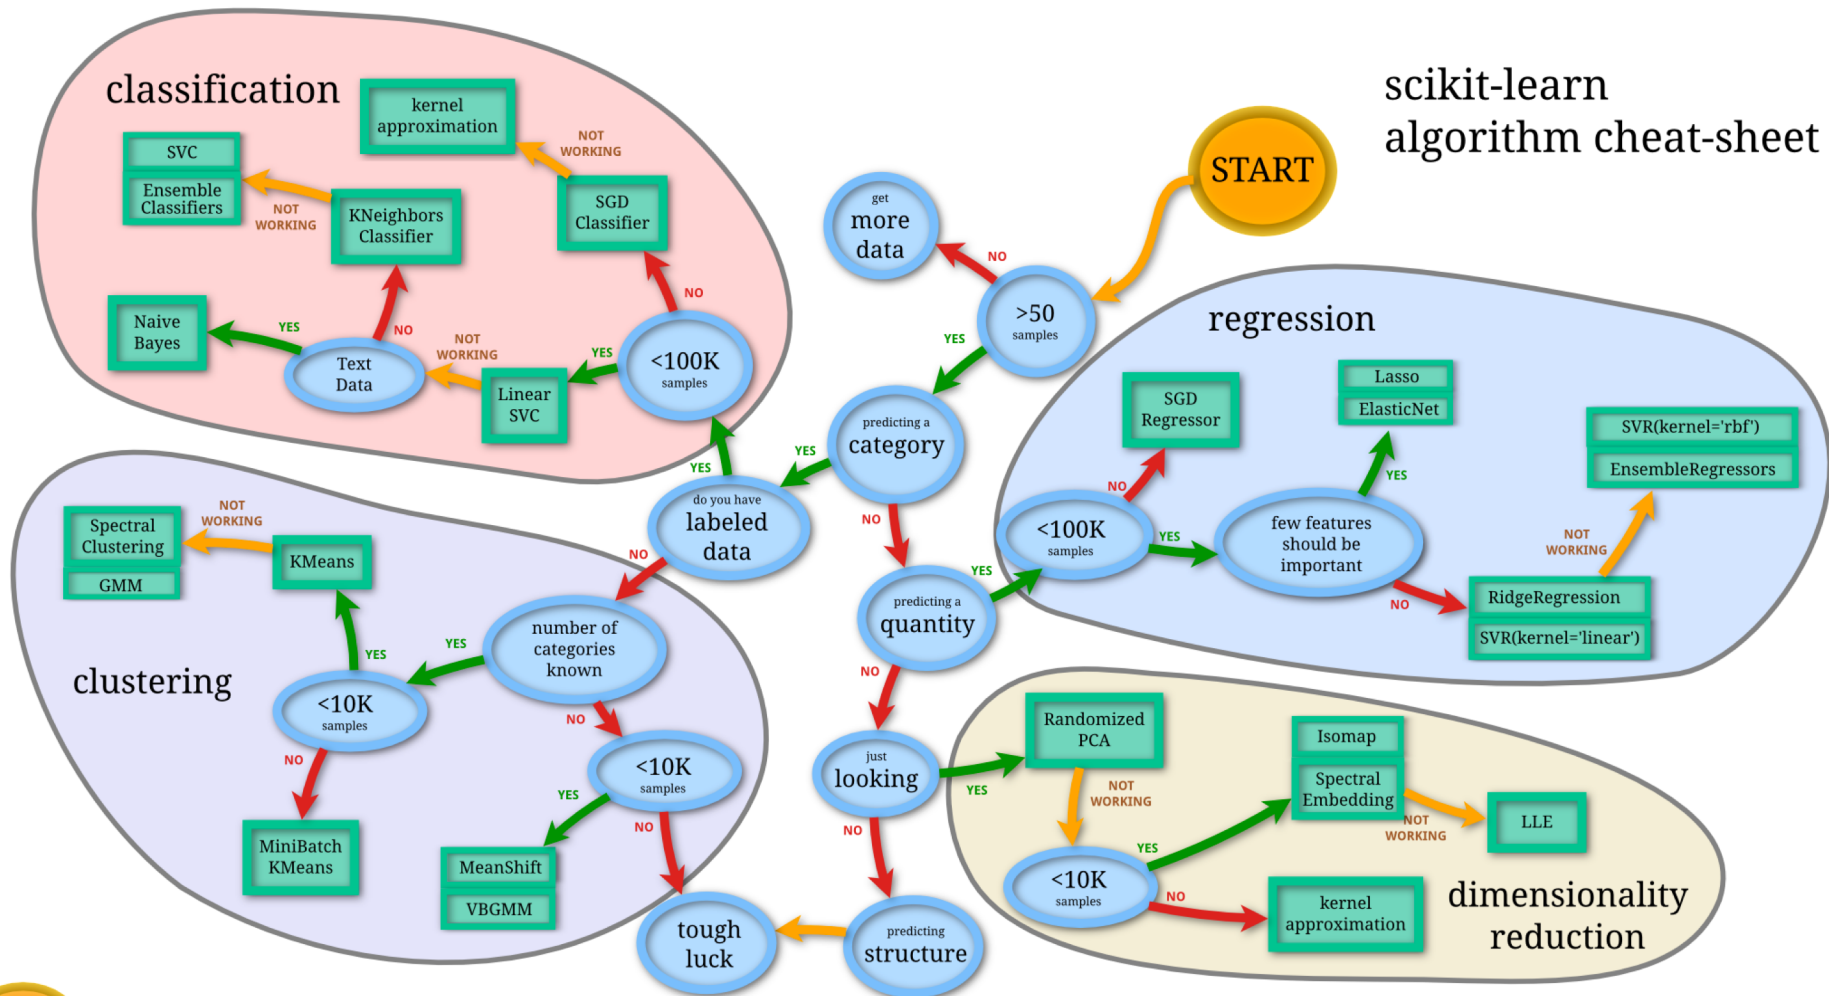 scikit-learn
algorithm cheat-sheet
START
>50
samples
NO
get
more
data
YES
predicting a
category
YES
do you have
labeled
data
YES
NO
NO
predicting a
quantity
YES
NO
just
looking
YES
NO
predicting
structure
tough
luck
classification
<100K
samples
NO
SGD
Classifier
NOT
WORKING
kernel
approximation
YES
Linear
SVC
NOT
WORKING
Text
Data
YES
Naive
Bayes
NO
KNeighbors
Classifier
NOT
WORKING
SVC
Ensemble
Classifiers
clustering
number of
categories
known
YES
<10K
samples
YES
KMeans
NOT
WORKING
Spectral
Clustering
GMM
NO
MiniBatch
KMeans
NO
<10K
samples
YES
MeanShift
VBGMM
NO
regression
<100K
samples
NO
SGD
Regressor
YES
few features
should be
important
YES
Lasso
ElasticNet
NO
RidgeRegression
SVR(kernel='linear')
NOT
WORKING
SVR(kernel='rbf')
EnsembleRegressors
dimensionality
reduction
Randomized
PCA
NOT
WORKING
<10K
samples
YES
Isomap
Spectral
Embedding
NOT
WORKING
LLE
NO
kernel
approximation